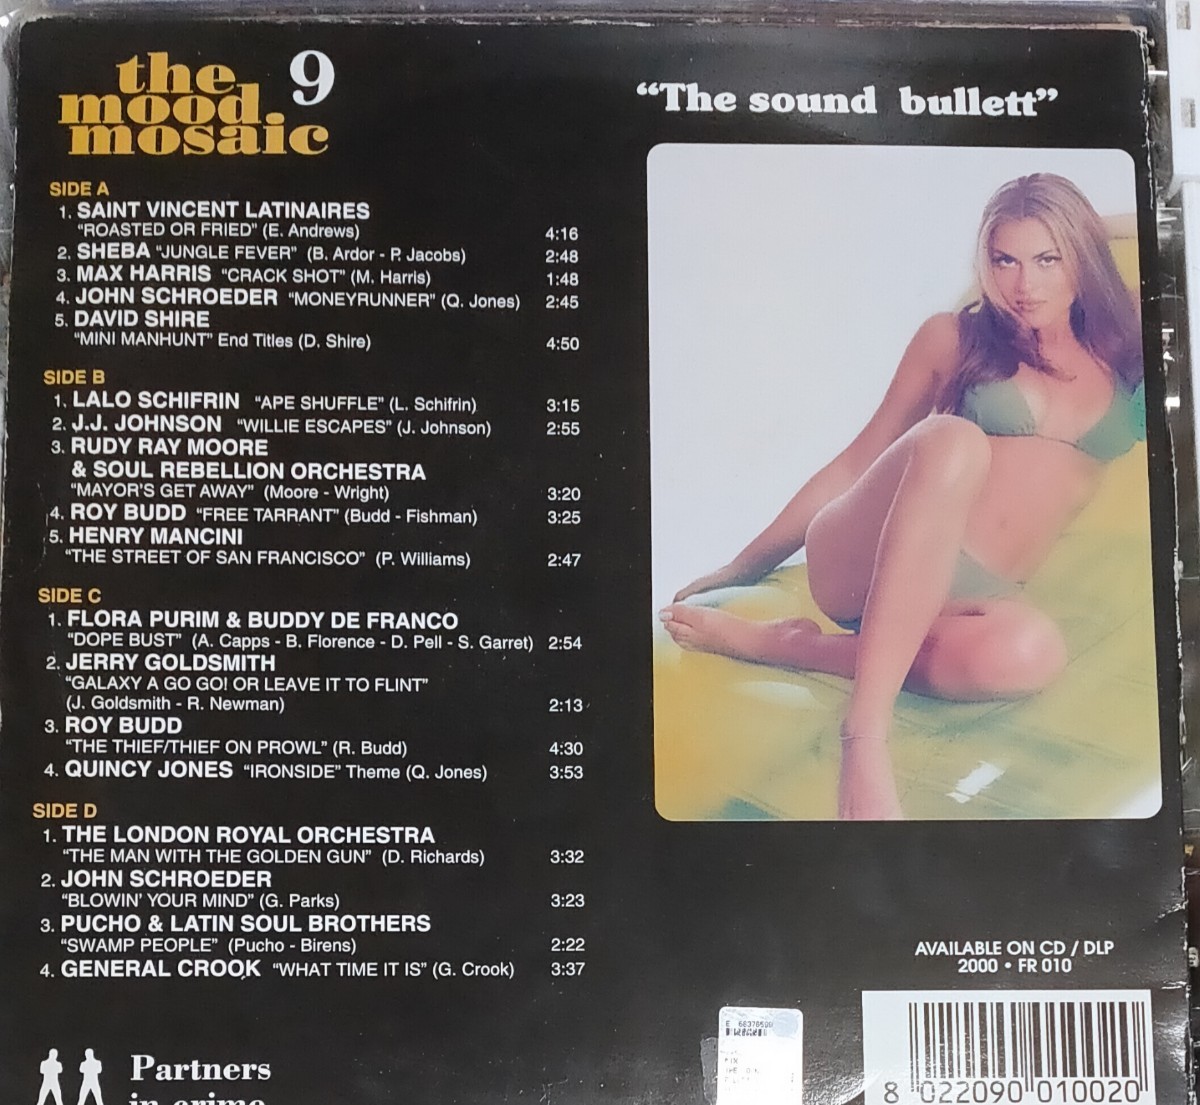 the 9
mood
mosaic
"The sound bullett"
SIDE A
1. SAINT VINCENT LATINAIRES
"ROASTED OR FRIED" (E. Andrews) 4:16
2. SHEBA "JUNGLE FEVER" (B. Ardor - P. Jacobs) 2:48
3. MAX HARRIS "CRACK SHOT" (M. Harris) 1:48
4. JOHN SCHROEDER "MONEYRUNNER" (Q. Jones) 2:45
5. DAVID SHIRE
"MINI MANHUNT" End Titles (D. Shire) 4:50
SIDE B
1. LALO SCHIFRIN "APE SHUFFLE" (L. Schifrin) 3:15
2. J.J. JOHNSON "WILLIE ESCAPES" (J. Johnson) 2:55
3. RUDY RAY MOORE
& SOUL REBELLION ORCHESTRA
"MAYOR'S GET AWAY" (Moore - Wright) 3:20
4. ROY BUDD "FREE TARRANT" (Budd - Fishman) 3:25
5. HENRY MANCINI
"THE STREET OF SAN FRANCISCO" (P. Williams) 2:47
SIDE C
1. FLORA PURIM & BUDDY DE FRANCO
"DOPE BUST" (A. Capps - B. Florence - D. Pell - S. Garret) 2:54
2. JERRY GOLDSMITH
"GALAXY A GO GO! OR LEAVE IT TO FLINT"
(J. Goldsmith - R. Newman) 2:13
3. ROY BUDD
"THE THIEF/THIEF ON PROWL" (R. Budd) 4:30
4. QUINCY JONES "IRONSIDE" Theme (Q. Jones) 3:53
SIDE D
1. THE LONDON ROYAL ORCHESTRA
"THE MAN WITH THE GOLDEN GUN" (D. Richards) 3:32
2. JOHN SCHROEDER
"BLOWIN' YOUR MIND" (G. Parks) 3:23
3. PUCHO & LATIN SOUL BROTHERS
"SWAMP PEOPLE" (Pucho - Birens) 2:22
4. GENERAL CROOK "WHAT TIME IT IS" (G. Crook) 3:37
AVAILABLE ON CD / DLP
2000 • FR 010
Partners
in crime
8 022090 010020